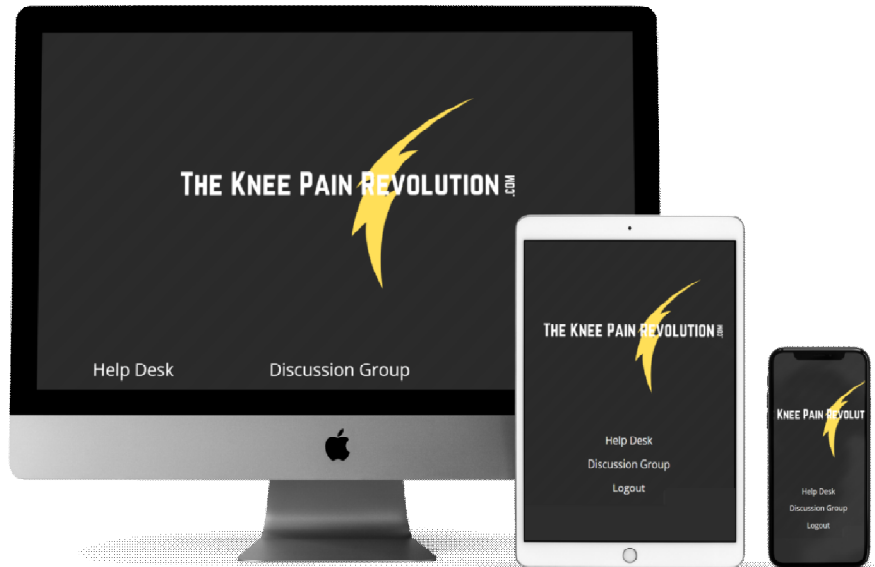 THE KNEE PAIN REVOLUTION .COM
Help Desk
Discussion Group
THE KNEE PAIN REVOLUTION .COM
Help Desk
Discussion Group
Logout
KNEE PAIN REVOLUT
Help Desk
Discussion Group
Logout